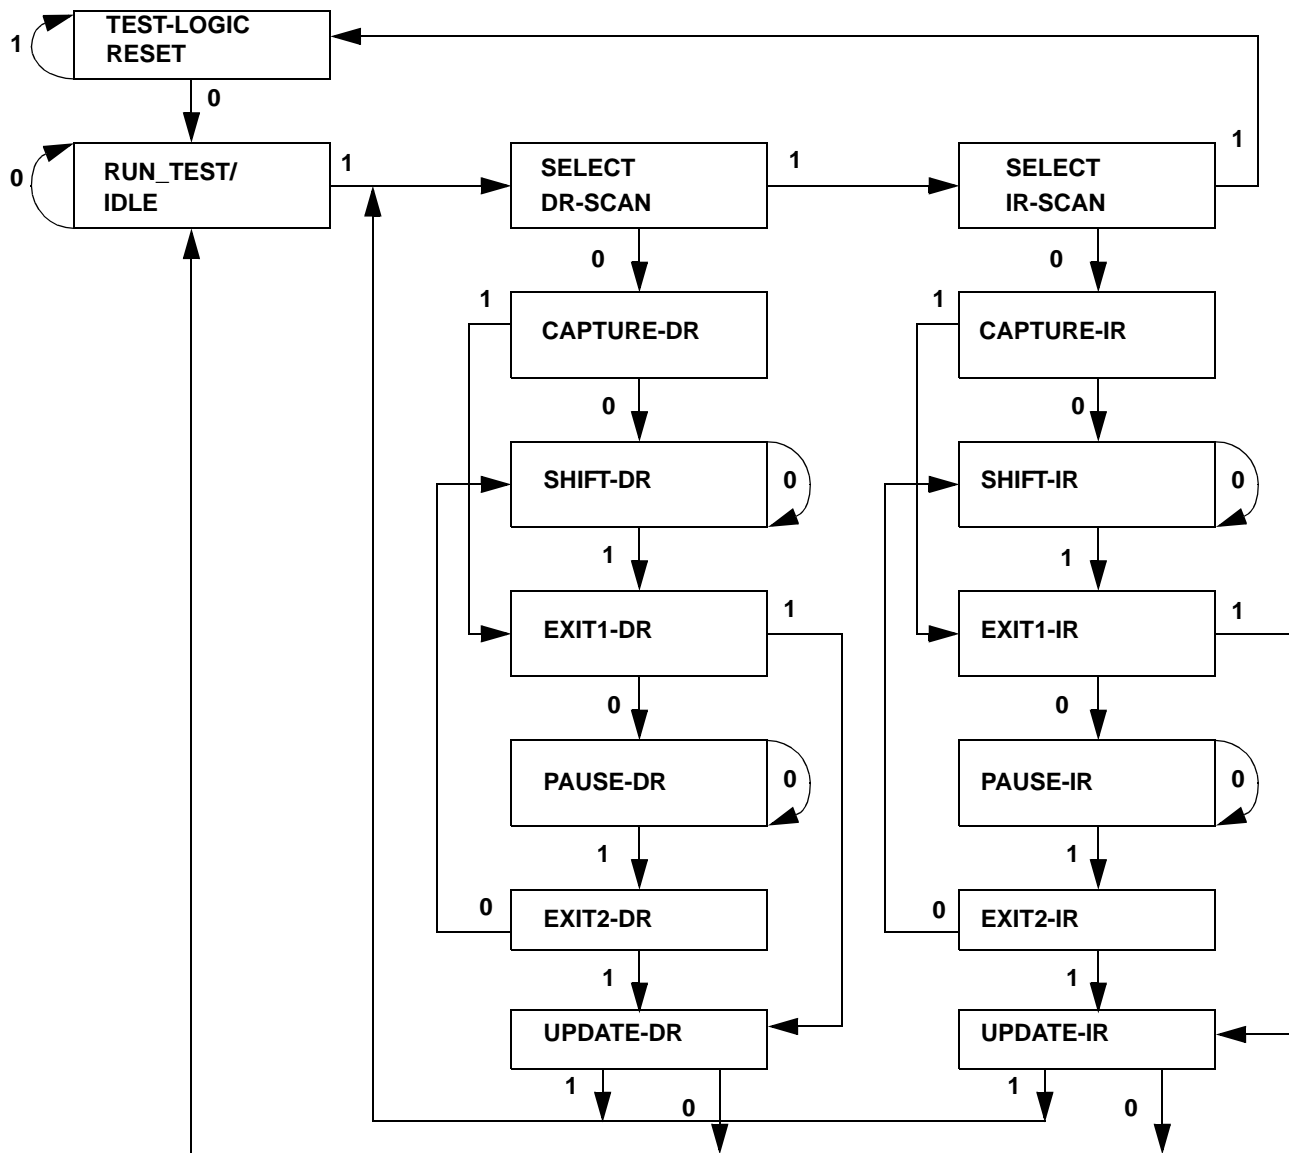 TEST-LOGIC
RESET
1
0
RUN_TEST/
IDLE
0
1
SELECT
DR-SCAN
1
SELECT
IR-SCAN
1
0
0
1
CAPTURE-DR
1
CAPTURE-IR
0
0
SHIFT-DR
0
SHIFT-IR
0
1
1
EXIT1-DR
1
EXIT1-IR
1
0
0
PAUSE-DR
0
PAUSE-IR
0
1
1
0
EXIT2-DR
0
EXIT2-IR
1
1
UPDATE-DR
UPDATE-IR
1
0
1
0